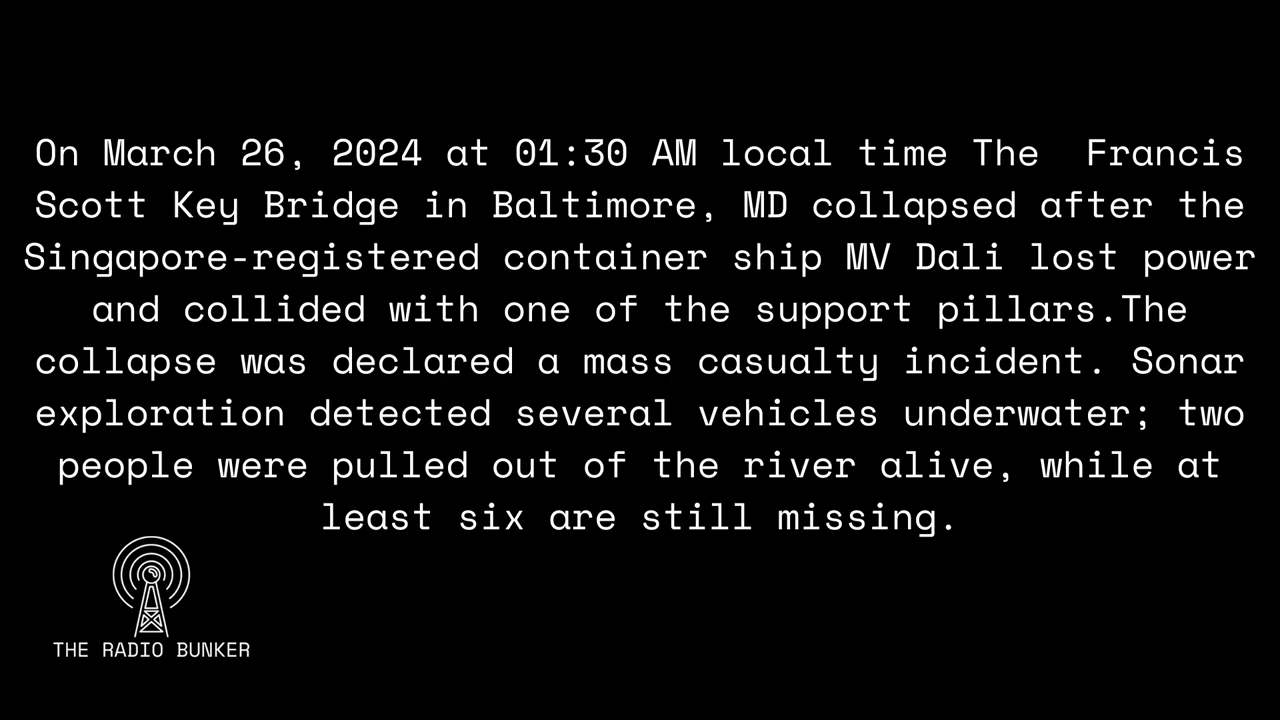 On March 26, 2024 at 01:30 AM local time The  Francis
Scott Key Bridge in Baltimore, MD collapsed after the
Singapore-registered container ship MV Dali lost power
and collided with one of the support pillars.The
collapse was declared a mass casualty incident. Sonar
exploration detected several vehicles underwater; two
people were pulled out of the river alive, while at
least six are still missing.
THE RADIO BUNKER